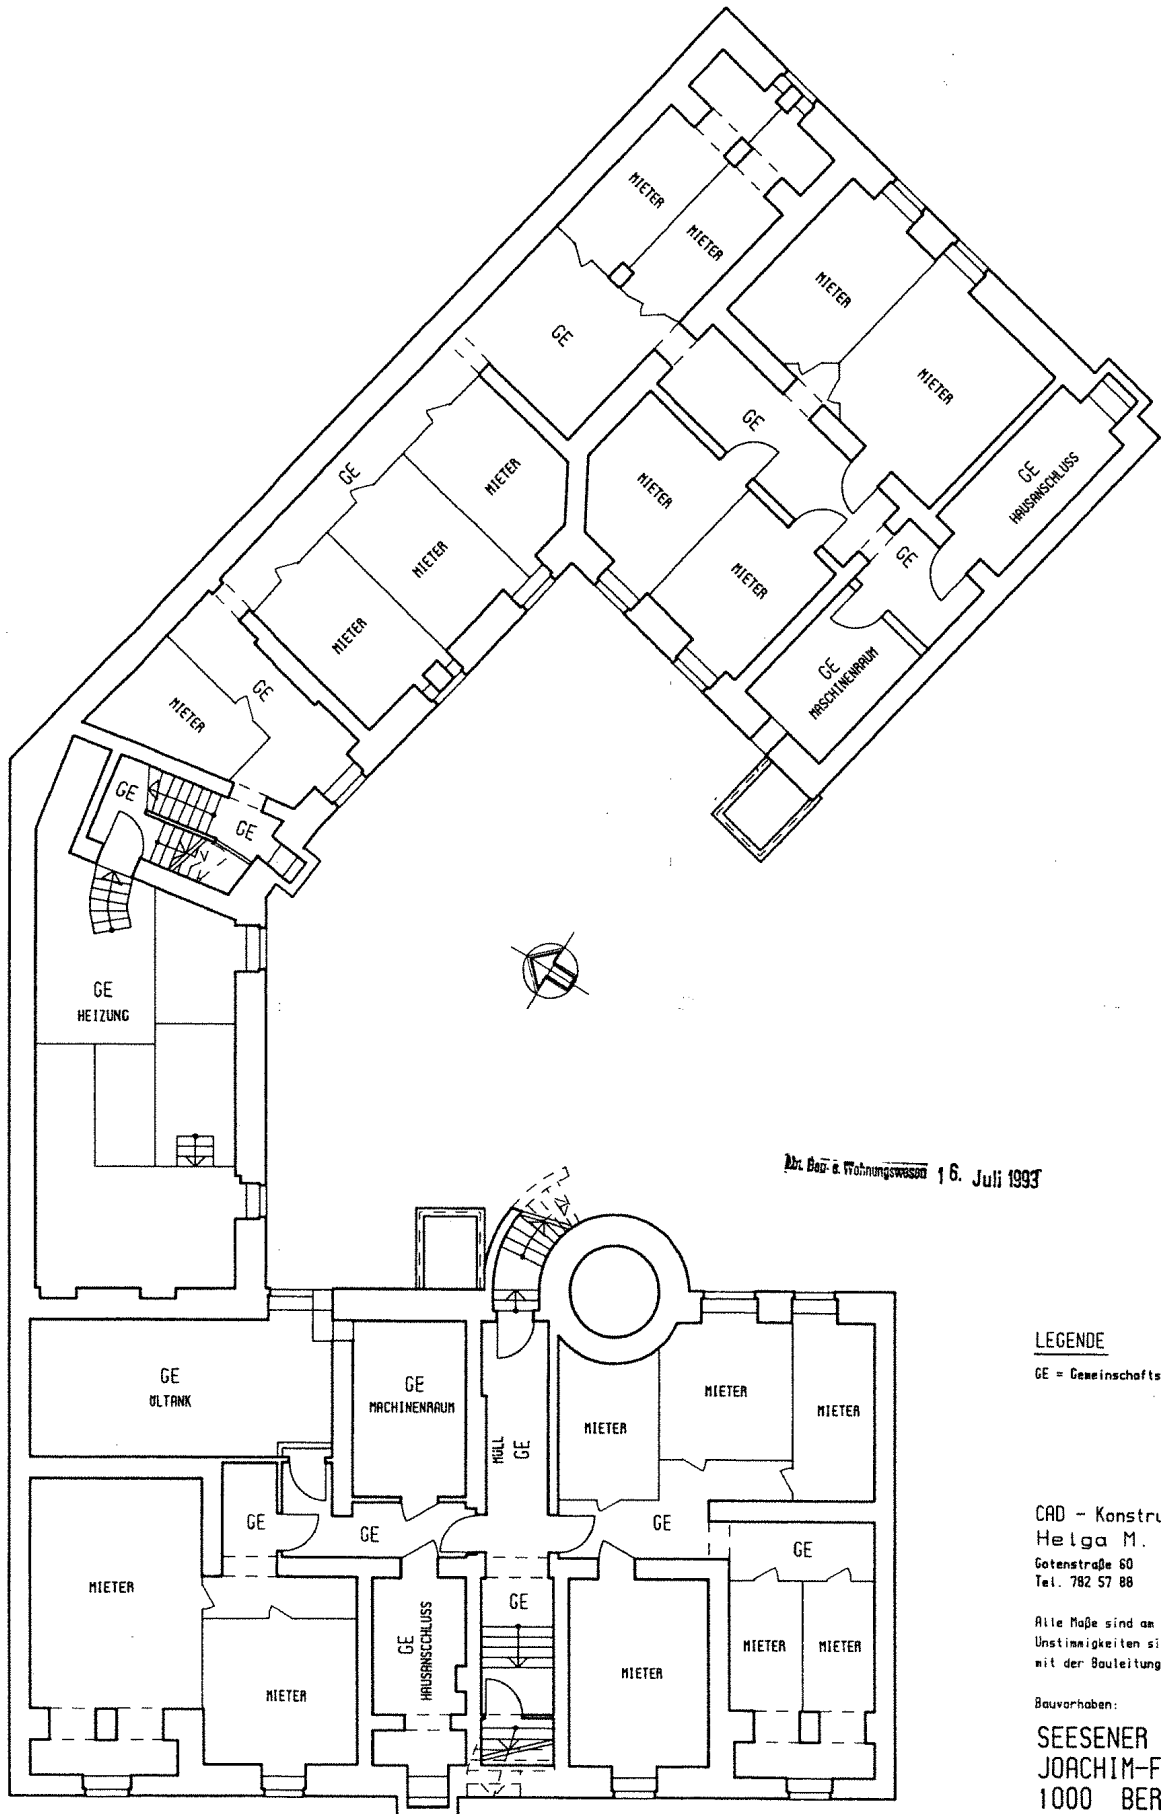 MIETER
MIETER
GE
MIETER
MIETER
GE
MIETER
GE
MIETER
MIETER
MIETER
MIETER
MIETER
GE
HAUSANSCHLUSS
GE
GE
MASCHINENRAUM
GE
MIETER
GE
GE
GE
HEIZUNG
Abt. Bau- u. Wohnungswesen 16. Juli 1993
GE
ÖLTANK
GE
MACHINENRAUM
MÜLL
GE
MIETER
MIETER
MIETER
GE
GE
GE
GE
MIETER
MIETER
GE
HAUSANSCCHLUSS
GE
MIETER
MIETER
MIETER
LEGENDE
GE = Gemeinschafts
CAD - Konstru
Helga M.
Gotenstraße 60
Tel. 782 57 88
Alle Maße sind am
Unstimmigkeiten si
mit der Bauleitung
Bauvorhaben:
SEESENER
JOACHIM-F
1000 BER